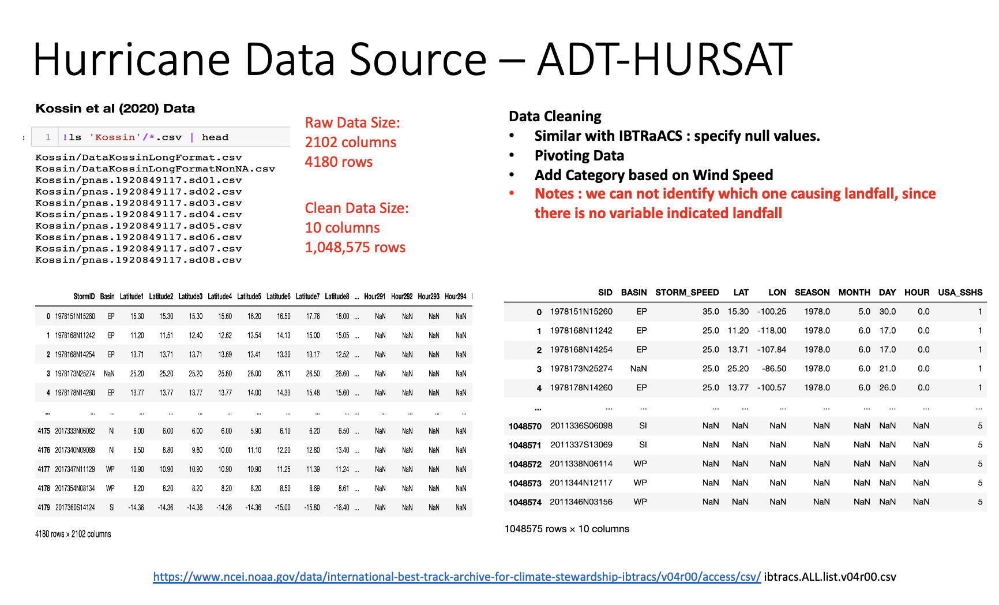 Hurricane Data Source – ADT-HURSAT
Kossin et al (2020) Data
: 1 !ls 'Kossin'/*.csv | head
Kossin/DataKossinLongFormat.csv
Kossin/DataKossinLongFormatNonNA.csv
Kossin/pnas.1920849117.sd01.csv
Kossin/pnas.1920849117.sd02.csv
Kossin/pnas.1920849117.sd03.csv
Kossin/pnas.1920849117.sd04.csv
Kossin/pnas.1920849117.sd05.csv
Kossin/pnas.1920849117.sd06.csv
Kossin/pnas.1920849117.sd07.csv
Kossin/pnas.1920849117.sd08.csv
Raw Data Size:
2102 columns
4180 rows
Clean Data Size:
10 columns
1,048,575 rows
Data Cleaning
• Similar with IBTRaACS : specify null values.
• Pivoting Data
• Add Category based on Wind Speed
• Notes : we can not identify which one causing landfall, since
there is no variable indicated landfall
StormID Basin Latitude1 Latitude2 Latitude3 Latitude4 Latitude5 Latitude6 Latitude7 Latitude8 ... Hour291 Hour292 Hour293 Hour294
0 1978151N15260 EP 15.30 15.30 15.30 15.60 16.20 16.50 17.76 18.00 ... NaN NaN NaN NaN
1 1978168N11242 EP 11.20 11.51 12.40 12.62 13.54 14.13 15.00 15.05 ... NaN NaN NaN NaN
2 1978168N14254 EP 13.71 13.71 13.71 13.69 13.41 13.30 13.17 12.52 ... NaN NaN NaN NaN
3 1978173N25274 NaN 25.20 25.20 25.20 25.60 26.00 26.11 26.50 26.60 ... NaN NaN NaN NaN
4 1978178N14260 EP 13.77 13.77 13.77 13.77 14.00 14.33 15.48 15.60 ... NaN NaN NaN NaN
... ... ... ... ... ... ... ... ... ... ... ... ... ... ... ...
4175 2017333N06082 NI 6.00 6.00 6.00 6.00 5.90 6.10 6.20 6.50 ... NaN NaN NaN NaN
4176 2017340N09089 NI 8.50 8.80 9.80 10.00 11.10 12.20 12.80 13.40 ... NaN NaN NaN NaN
4177 2017347N11129 WP 10.90 10.90 10.90 10.90 10.90 11.25 11.39 11.24 ... NaN NaN NaN NaN
4178 2017354N08134 WP 8.20 8.20 8.20 8.20 8.20 8.50 8.69 8.61 ... NaN NaN NaN NaN
4179 2017360S14124 SI -14.36 -14.36 -14.36 -14.36 -14.36 -15.00 -15.80 -16.40 ... NaN NaN NaN NaN
4180 rows × 2102 columns
SID BASIN STORM_SPEED LAT LON SEASON MONTH DAY HOUR USA_SSHS
0 1978151N15260 EP 35.0 15.30 -100.25 1978.0 5.0 30.0 0.0 1
1 1978168N11242 EP 25.0 11.20 -118.00 1978.0 6.0 17.0 0.0 1
2 1978168N14254 EP 25.0 13.71 -107.84 1978.0 6.0 17.0 0.0 1
3 1978173N25274 NaN 25.0 25.20 -86.50 1978.0 6.0 21.0 0.0 1
4 1978178N14260 EP 25.0 13.77 -100.57 1978.0 6.0 26.0 0.0 1
... ... ... ... ... ... ... ... ... ... ...
1048570 2011336S06098 SI NaN NaN NaN NaN NaN NaN NaN 5
1048571 2011337S13069 SI NaN NaN NaN NaN NaN NaN NaN 5
1048572 2011338N06114 WP NaN NaN NaN NaN NaN NaN NaN 5
1048573 2011344N12117 WP NaN NaN NaN NaN NaN NaN NaN 5
1048574 2011346N03156 WP NaN NaN NaN NaN NaN NaN NaN 5
1048575 rows × 10 columns
https://www.ncei.noaa.gov/data/international-best-track-archive-for-climate-stewardship-ibtracs/v04r00/access/csv/ ibtracs.ALL.list.v04r00.csv